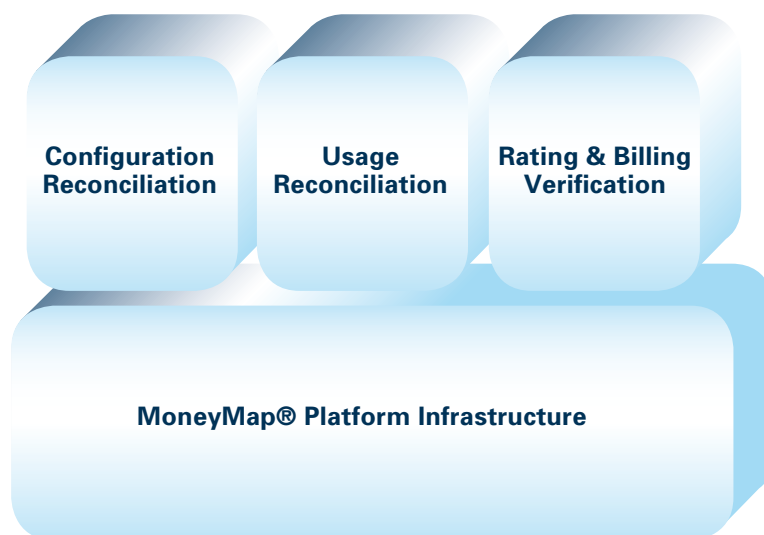 Configuration
Reconciliation
Usage
Reconciliation
Rating & Billing
Verification
MoneyMap® Platform Infrastructure